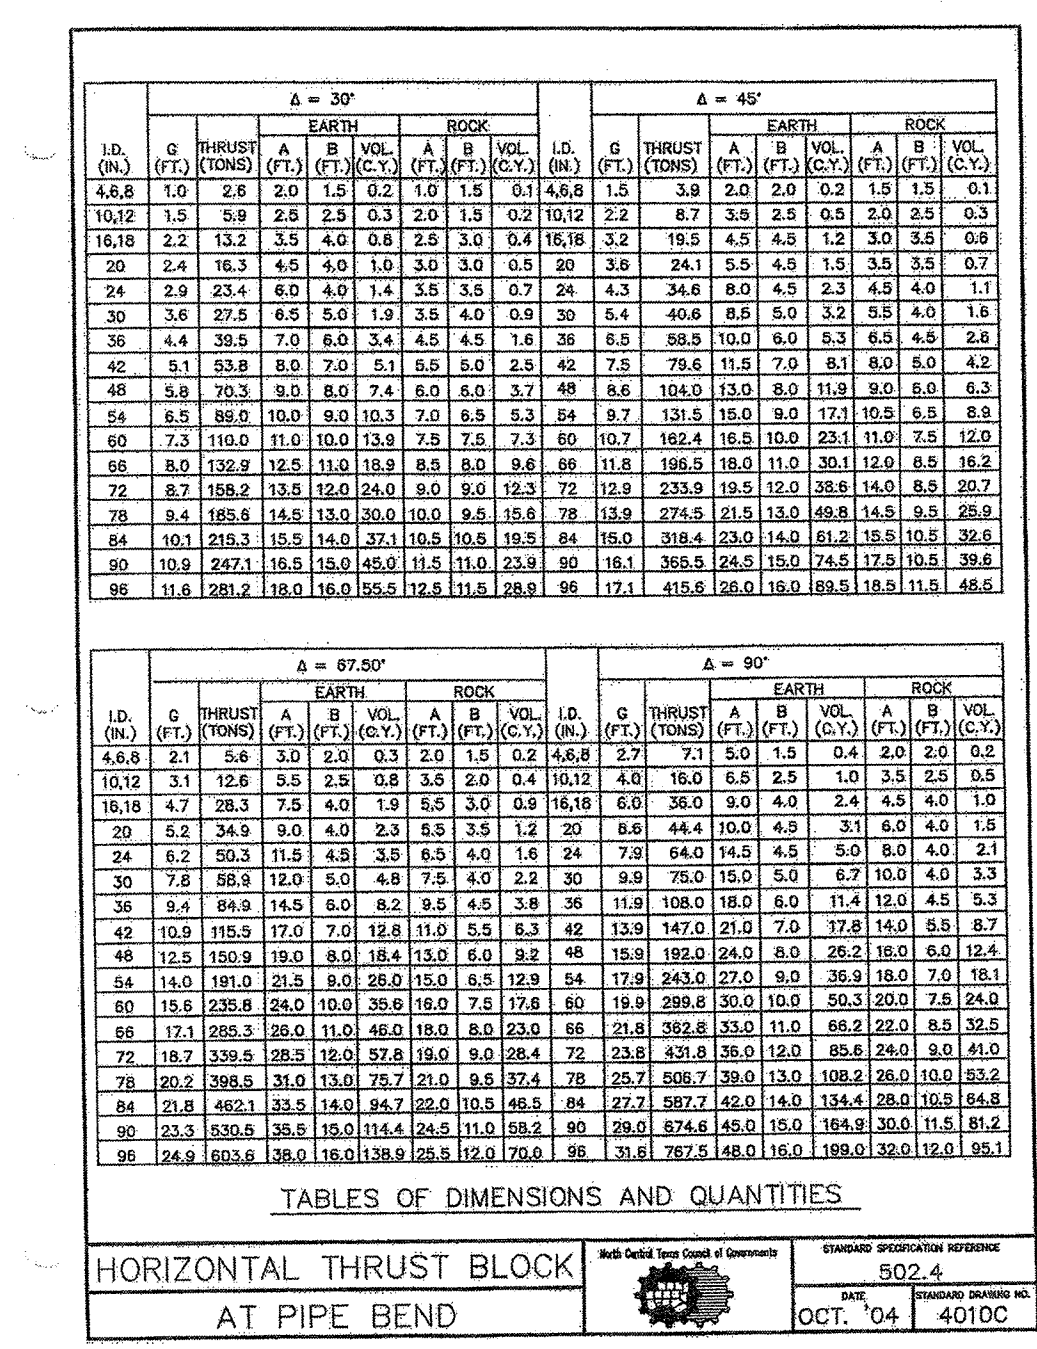 Δ = 30° Δ = 45°
EARTH ROCK EARTH ROCK
I.D. (IN.) G (FT.) THRUST (TONS) A (FT.) B (FT.) VOL. (C.Y.) A (FT.) B (FT.) VOL. (C.Y.) I.D. (IN.) G (FT.) THRUST (TONS) A (FT.) B (FT.) VOL. (C.Y.) A (FT.) B (FT.) VOL. (C.Y.)
4,6,8 1.0 2.6 2.0 1.5 0.2 1.0 1.5 0.1 4,6,8 1.5 3.9 2.0 2.0 0.2 1.5 1.5 0.1
10,12 1.5 5.9 2.5 2.5 0.3 2.0 1.5 0.2 10,12 2.2 8.7 3.5 2.5 0.5 2.0 2.5 0.3
16,18 2.2 13.2 3.5 4.0 0.8 2.5 3.0 0.4 16,18 3.2 19.5 4.5 4.5 1.2 3.0 3.5 0.6
20 2.4 16.3 4.5 4.0 1.0 3.0 3.0 0.5 20 3.6 24.1 5.5 4.5 1.5 3.5 3.5 0.7
24 2.9 23.4 6.0 4.0 1.4 3.5 3.5 0.7 24 4.3 34.6 8.0 4.5 2.3 4.5 4.0 1.1
30 3.6 27.5 6.5 5.0 1.9 3.5 4.0 0.9 30 5.4 40.6 8.5 5.0 3.2 5.5 4.0 1.6
36 4.4 39.5 7.0 6.0 3.4 4.5 4.5 1.6 36 6.5 58.5 10.0 6.0 5.3 6.5 4.5 2.6
42 5.1 53.8 8.0 7.0 5.1 5.5 5.0 2.5 42 7.5 79.6 11.5 7.0 8.1 8.0 5.0 4.2
48 5.8 70.3 9.0 8.0 7.4 6.0 6.0 3.7 48 8.6 104.0 13.0 8.0 11.9 9.0 6.0 6.3
54 6.5 89.0 10.0 9.0 10.3 7.0 6.5 5.3 54 9.7 131.5 15.0 9.0 17.1 10.5 6.5 8.9
60 7.3 110.0 11.0 10.0 13.9 7.5 7.5 7.3 60 10.7 162.4 16.5 10.0 23.1 11.0 7.5 12.0
66 8.0 132.9 12.5 11.0 18.9 8.5 8.0 9.6 66 11.8 196.5 18.0 11.0 30.1 12.0 8.5 16.2
72 8.7 158.2 13.5 12.0 24.0 9.0 9.0 12.3 72 12.9 233.9 19.5 12.0 38.6 14.0 8.5 20.7
78 9.4 185.6 14.5 13.0 30.0 10.0 9.5 15.6 78 13.9 274.5 21.5 13.0 49.8 14.5 9.5 25.9
84 10.1 215.3 15.5 14.0 37.1 10.5 10.5 19.5 84 15.0 318.4 23.0 14.0 61.2 15.5 10.5 32.6
90 10.9 247.1 16.5 15.0 45.0 11.5 11.0 23.9 90 16.1 365.5 24.5 15.0 74.5 17.5 10.5 39.6
96 11.6 281.2 18.0 16.0 55.5 12.5 11.5 28.9 96 17.1 415.6 26.0 16.0 89.5 18.5 11.5 48.5
Δ = 67.50° Δ = 90°
EARTH ROCK EARTH ROCK
I.D. (IN.) G (FT.) THRUST (TONS) A (FT.) B (FT.) VOL. (C.Y.) A (FT.) B (FT.) VOL. (C.Y.) I.D. (IN.) G (FT.) THRUST (TONS) A (FT.) B (FT.) VOL. (C.Y.) A (FT.) B (FT.) VOL. (C.Y.)
4,6,8 2.1 5.6 3.0 2.0 0.3 2.0 1.5 0.2 4,6,8 2.7 7.1 5.0 1.5 0.4 2.0 2.0 0.2
10,12 3.1 12.6 5.5 2.5 0.8 3.5 2.0 0.4 10,12 4.0 16.0 6.5 2.5 1.0 3.5 2.5 0.5
16,18 4.7 28.3 7.5 4.0 1.9 5.5 3.0 0.9 16,18 6.0 36.0 9.0 4.0 2.4 4.5 4.0 1.0
20 5.2 34.9 9.0 4.0 2.3 5.5 3.5 1.2 20 6.6 44.4 10.0 4.5 3.1 6.0 4.0 1.5
24 6.2 50.3 11.5 4.5 3.5 6.5 4.0 1.6 24 7.9 64.0 14.5 4.5 5.0 8.0 4.0 2.1
30 7.8 58.9 12.0 5.0 4.8 7.5 4.0 2.2 30 9.9 75.0 15.0 5.0 6.7 10.0 4.0 3.3
36 9.4 84.9 14.5 6.0 8.2 9.5 4.5 3.8 36 11.9 108.0 18.0 6.0 11.4 12.0 4.5 5.3
42 10.9 115.5 17.0 7.0 12.8 11.0 5.5 6.3 42 13.9 147.0 21.0 7.0 17.8 14.0 5.5 8.7
48 12.5 150.9 19.0 8.0 18.4 13.0 6.0 9.2 48 15.9 192.0 24.0 8.0 26.2 16.0 6.0 12.4
54 14.0 191.0 21.5 9.0 26.0 15.0 6.5 12.9 54 17.9 243.0 27.0 9.0 36.9 18.0 7.0 18.1
60 15.6 235.8 24.0 10.0 35.6 16.0 7.5 17.6 60 19.9 299.8 30.0 10.0 50.3 20.0 7.5 24.0
66 17.1 285.3 26.0 11.0 46.0 18.0 8.0 23.0 66 21.8 362.8 33.0 11.0 66.2 22.0 8.5 32.5
72 18.7 339.5 28.5 12.0 57.8 19.0 9.0 28.4 72 23.8 431.8 36.0 12.0 85.6 24.0 9.0 41.0
78 20.2 398.5 31.0 13.0 75.7 21.0 9.5 37.4 78 25.7 506.7 39.0 13.0 108.2 26.0 10.0 53.2
84 21.8 462.1 33.5 14.0 94.7 22.0 10.5 46.5 84 27.7 587.7 42.0 14.0 134.4 28.0 10.5 64.8
90 23.3 530.5 35.5 15.0 114.4 24.5 11.0 58.2 90 29.0 674.6 45.0 15.0 164.9 30.0 11.5 81.2
96 24.9 603.6 38.0 16.0 138.9 25.5 12.0 70.0 96 31.6 767.5 48.0 16.0 199.0 32.0 12.0 95.1
TABLES OF DIMENSIONS AND QUANTITIES
HORIZONTAL THRUST BLOCK
AT PIPE BEND
North Central Texas Council of Governments
STANDARD SPECIFICATION REFERENCE
502.4
DATE
OCT. '04
STANDARD DRAWING NO.
4010C